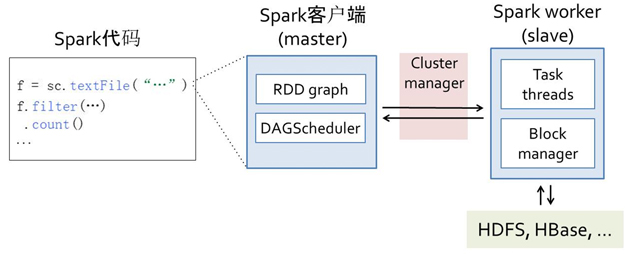 Spark代码
f = sc.textFile(“…”)
f.filter(…)
.count()
...
Spark客户端
(master)
RDD graph
DAGScheduler
Cluster
manager
Spark worker
(slave)
Task
threads
Block
manager
HDFS, HBase, ...